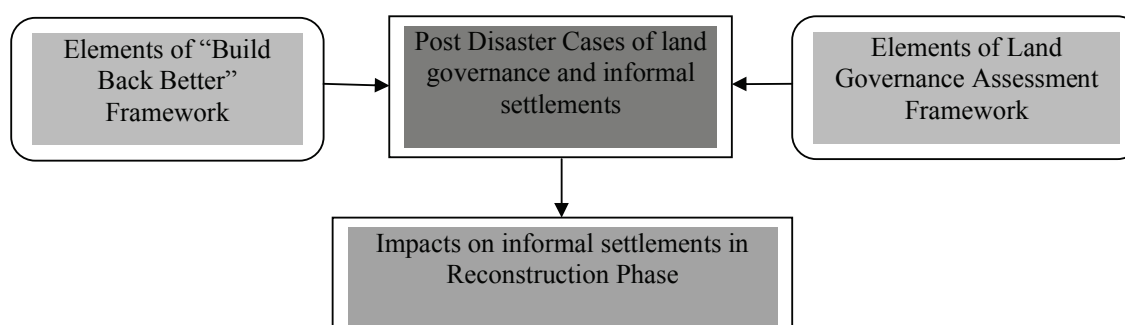 Elements of “Build
Back Better”
Framework
Post Disaster Cases of land
governance and informal
settlements
Elements of Land
Governance Assessment
Framework
Impacts on informal settlements in
Reconstruction Phase